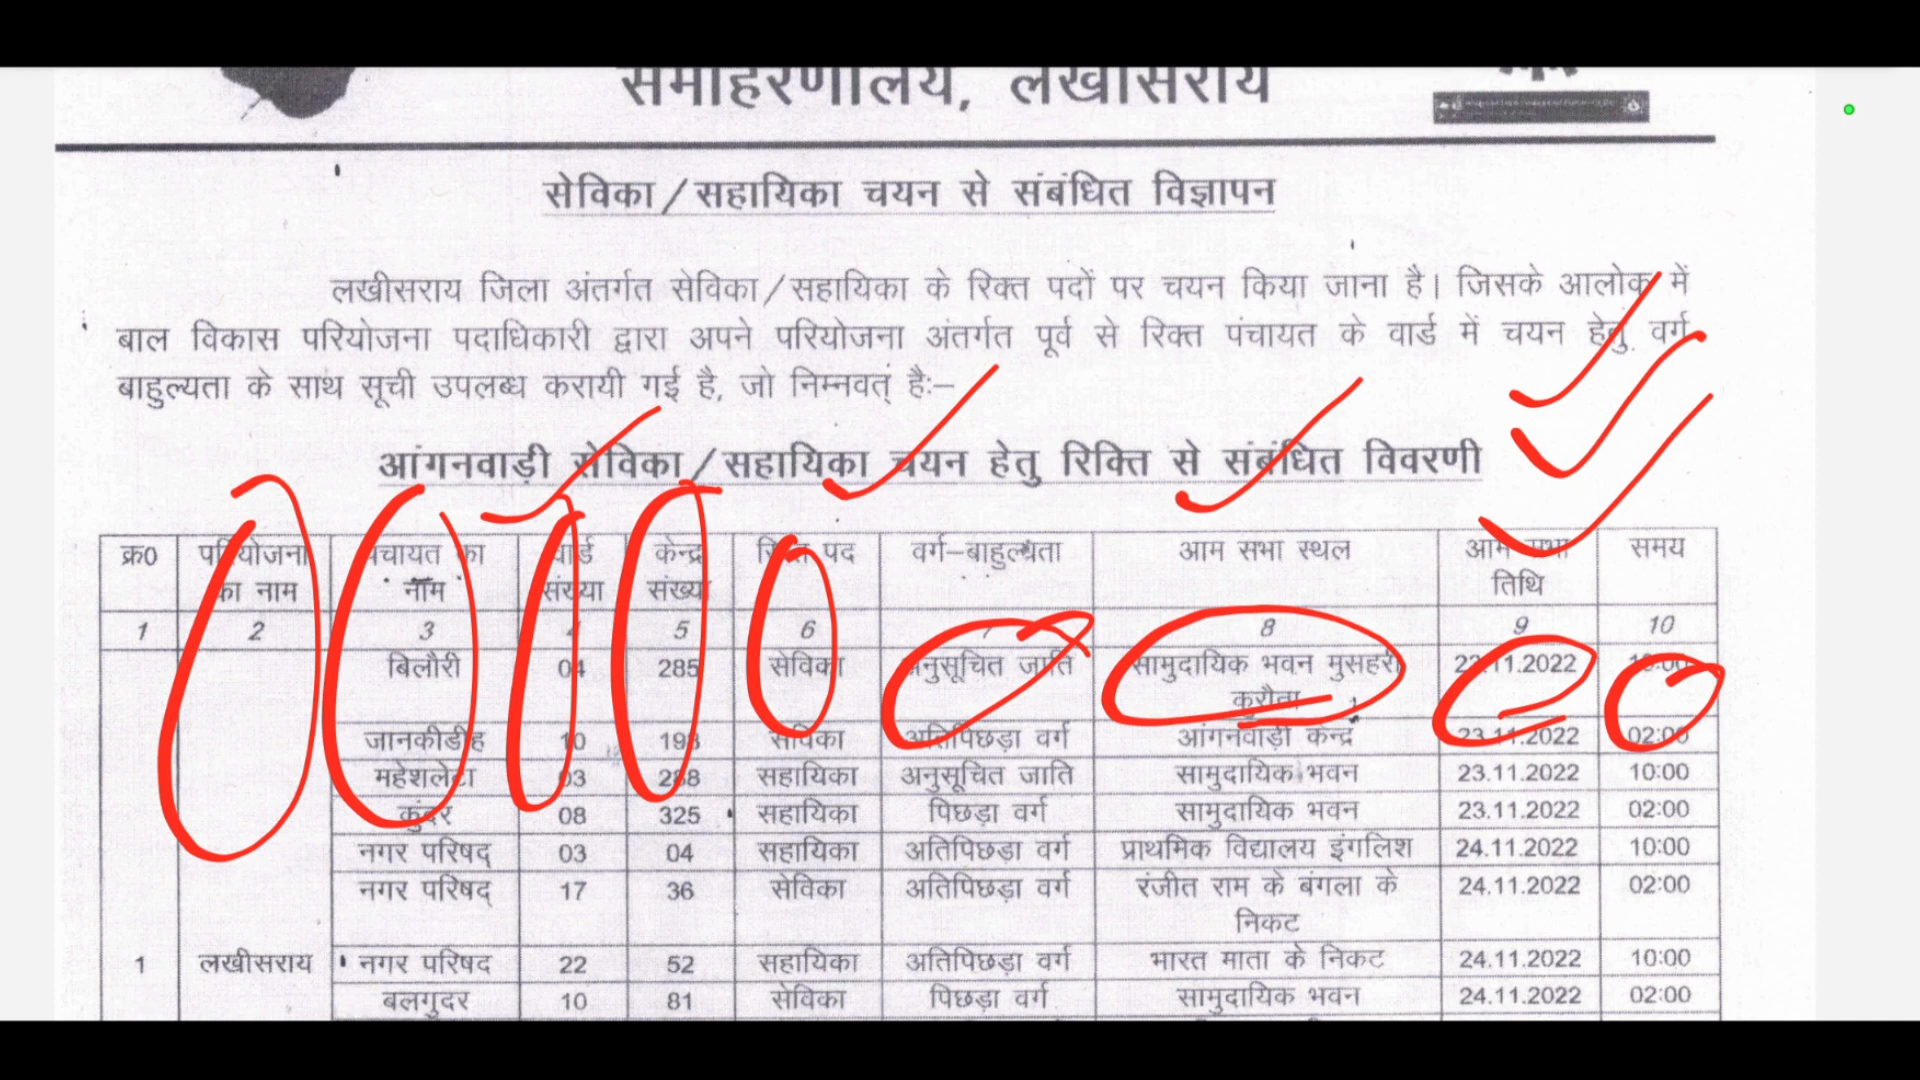 समाहरणालय, लखीसराय
सेविका/सहायिका चयन से संबंधित विज्ञापन
लखीसराय जिला अंतर्गत सेविका/सहायिका के रिक्त पदों पर चयन किया जाना है। जिसके आलोक में
बाल विकास परियोजना पदाधिकारी द्वारा अपने परियोजना अंतर्गत पूर्व से रिक्त पंचायत के वार्ड में चयन हेतु वर्ग
बाहुल्यता के साथ सूची उपलब्ध करायी गई है, जो निम्नवत् हैः–
आंगनवाड़ी सेविका/सहायिका चयन हेतु रिक्ति से संबंधित विवरणी
क्र0 परियोजना का नाम पंचायत का नाम वार्ड संख्या केन्द्र संख्या रिक्त पद वर्ग–बाहुल्यता आम सभा स्थल आम सभा तिथि समय
1 2 3 4 5 6 7 8 9 10
बिलौरी 04 285 सेविका अनुसूचित जाति सामुदायिक भवन मुसहरी कुरौता 22.11.2022 10:00
जानकीडीह 10 193 सेविका अतिपिछड़ा वर्ग आंगनवाड़ी केन्द्र 23.11.2022 02:00
महेशलेटा 03 288 सहायिका अनुसूचित जाति सामुदायिक भवन 23.11.2022 10:00
कुंदर 08 325 सहायिका पिछड़ा वर्ग सामुदायिक भवन 23.11.2022 02:00
नगर परिषद् 03 04 सहायिका अतिपिछड़ा वर्ग प्राथमिक विद्यालय इंगलिश 24.11.2022 10:00
नगर परिषद् 17 36 सेविका अतिपिछड़ा वर्ग रंजीत राम के बंगला के निकट 24.11.2022 02:00
1 लखीसराय नगर परिषद 22 52 सहायिका अतिपिछड़ा वर्ग भारत माता के निकट 24.11.2022 10:00
बलगुदर 10 81 सेविका पिछड़ा वर्ग सामुदायिक भवन 24.11.2022 02:00